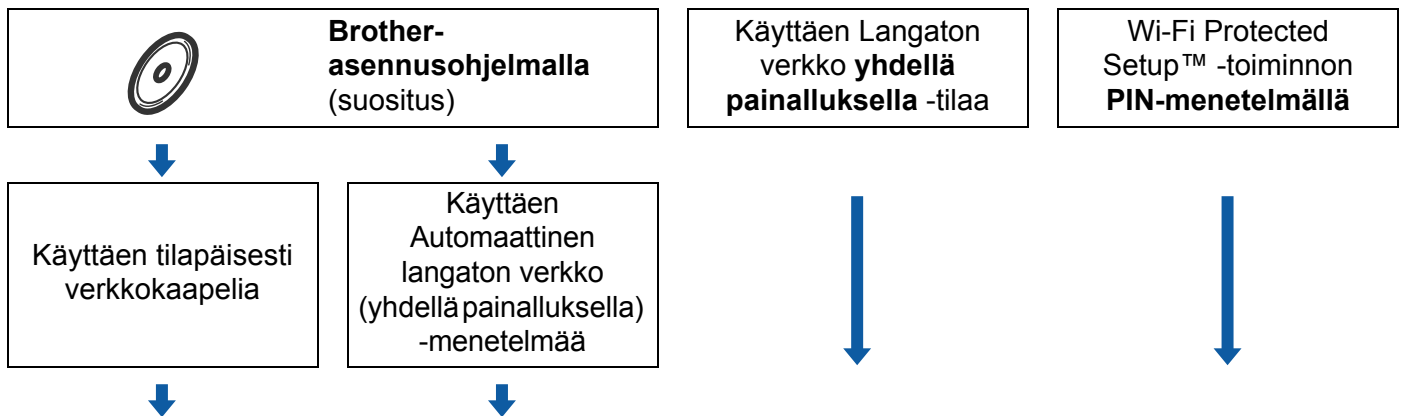 Brother-
asennusohjelmalla
(suositus)
Käyttäen Langaton
verkko yhdellä
painalluksella -tilaa
Wi-Fi Protected
Setup™ -toiminnon
PIN-menetelmällä
Käyttäen tilapäisesti
verkkokaapelia
Käyttäen
Automaattinen
langaton verkko
(yhdellä painalluksella)
-menetelmää